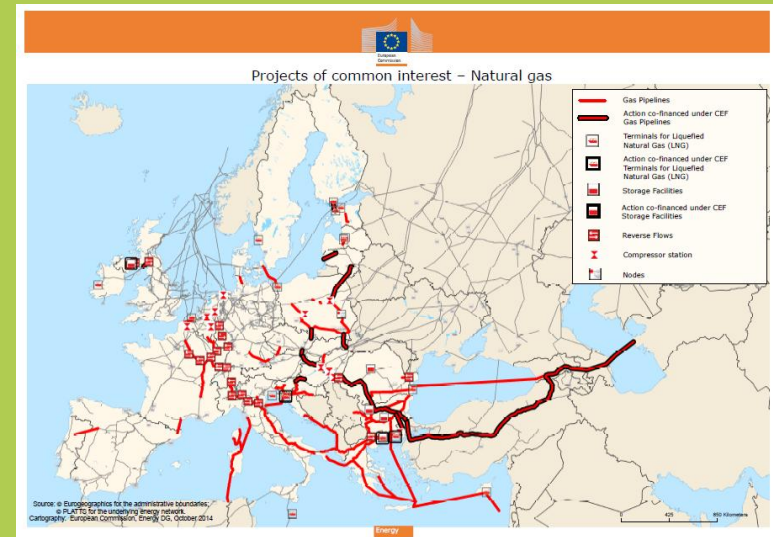 European
Commission
Projects of common interest – Natural gas
Gas Pipelines
Action co-financed under CEF
Gas Pipelines
Terminals for Liquefied
Natural Gas (LNG)
Action co-financed under CEF
Terminals for Liquefied
Natural Gas (LNG)
Storage Facilities
Action co-financed under CEF
Storage Facilities
Reverse Flows
Compressor station
Nodes
Source: © Eurogeographics for the administrative boundaries;
© PLATTS for the underlying energy network.
Cartography: European Commission, Energy DG, October 2014
0 425 850 Kilometers
Energy